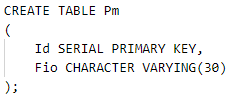 CREATE TABLE Pm
(
    Id SERIAL PRIMARY KEY,
    Fio CHARACTER VARYING(30)
);